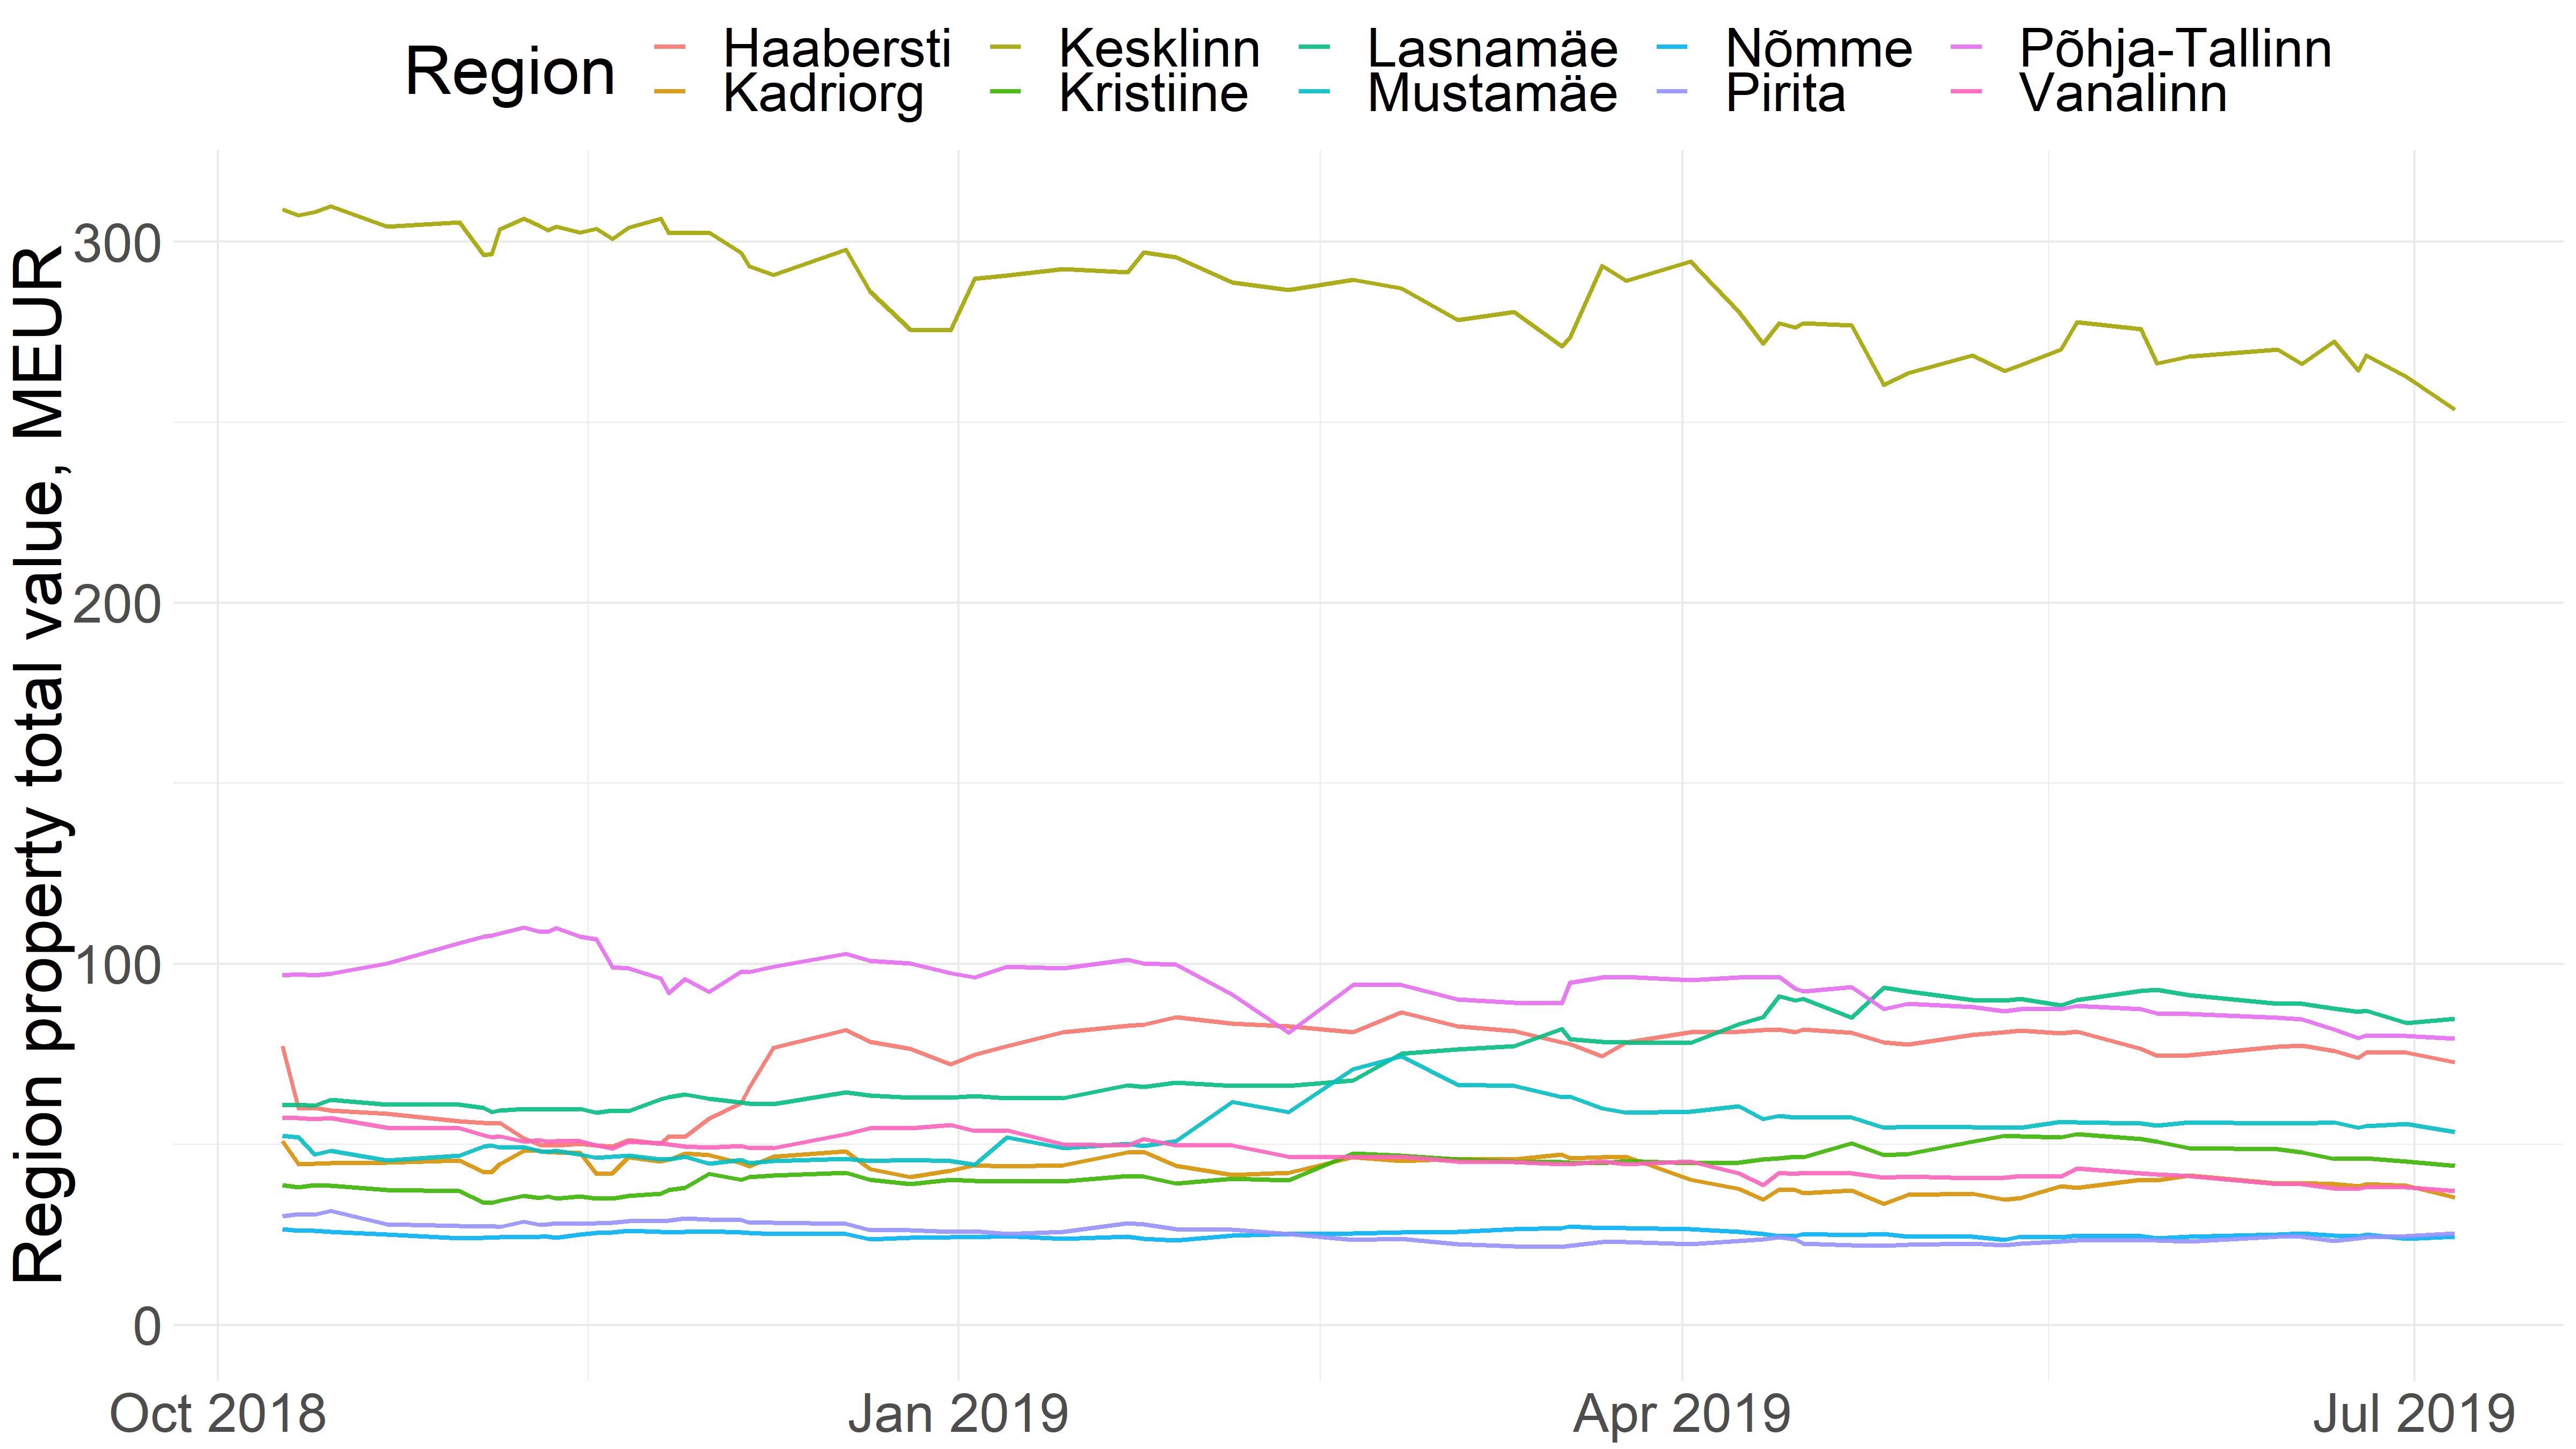 Region Haabersti Kesklinn Lasnamäe Nõmme Põhja-Tallinn
Kadriorg Kristiine Mustamäe Pirita Vanalinn
Region property total value, MEUR
300
200
100
0
Oct 2018 Jan 2019 Apr 2019 Jul 2019